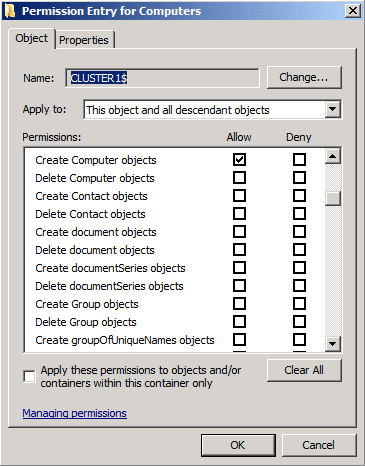 Permission Entry for Computers
Object Properties
Name: CLUSTER1$ Change...
Apply to: This object and all descendant objects
Permissions: Allow Deny
Create Computer objects
Delete Computer objects
Create Contact objects
Delete Contact objects
Create document objects
Delete document objects
Create documentSeries objects
Delete documentSeries objects
Create Group objects
Delete Group objects
Create groupOfUniqueNames objects
Apply these permissions to objects and/or Clear All
containers within this container only
Managing permissions
OK Cancel